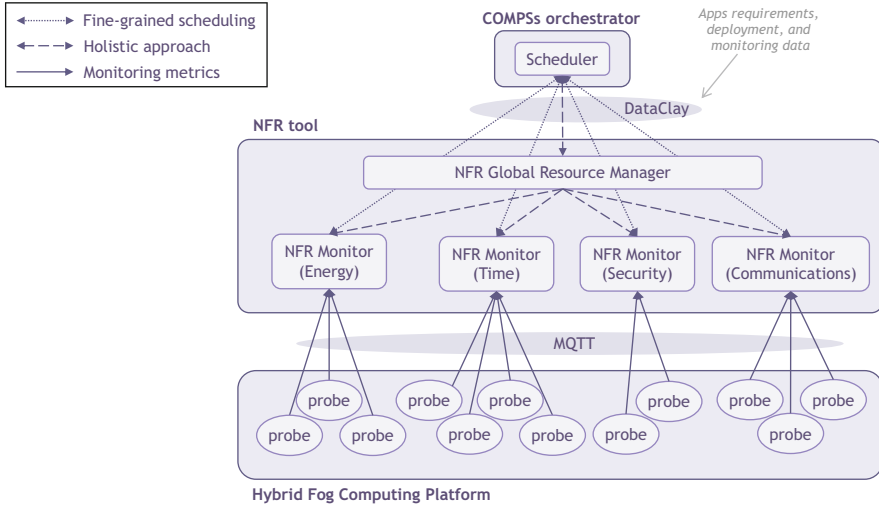 Fine-grained scheduling
Holistic approach
Monitoring metrics
COMPSs orchestrator
Scheduler
Apps requirements,
deployment, and
monitoring data
DataClay
NFR tool
NFR Global Resource Manager
NFR Monitor
(Energy)
NFR Monitor
(Time)
NFR Monitor
(Security)
NFR Monitor
(Communications)
MQTT
probe
probe
probe
probe
probe
probe
probe
probe
probe
probe
probe
probe
Hybrid Fog Computing Platform